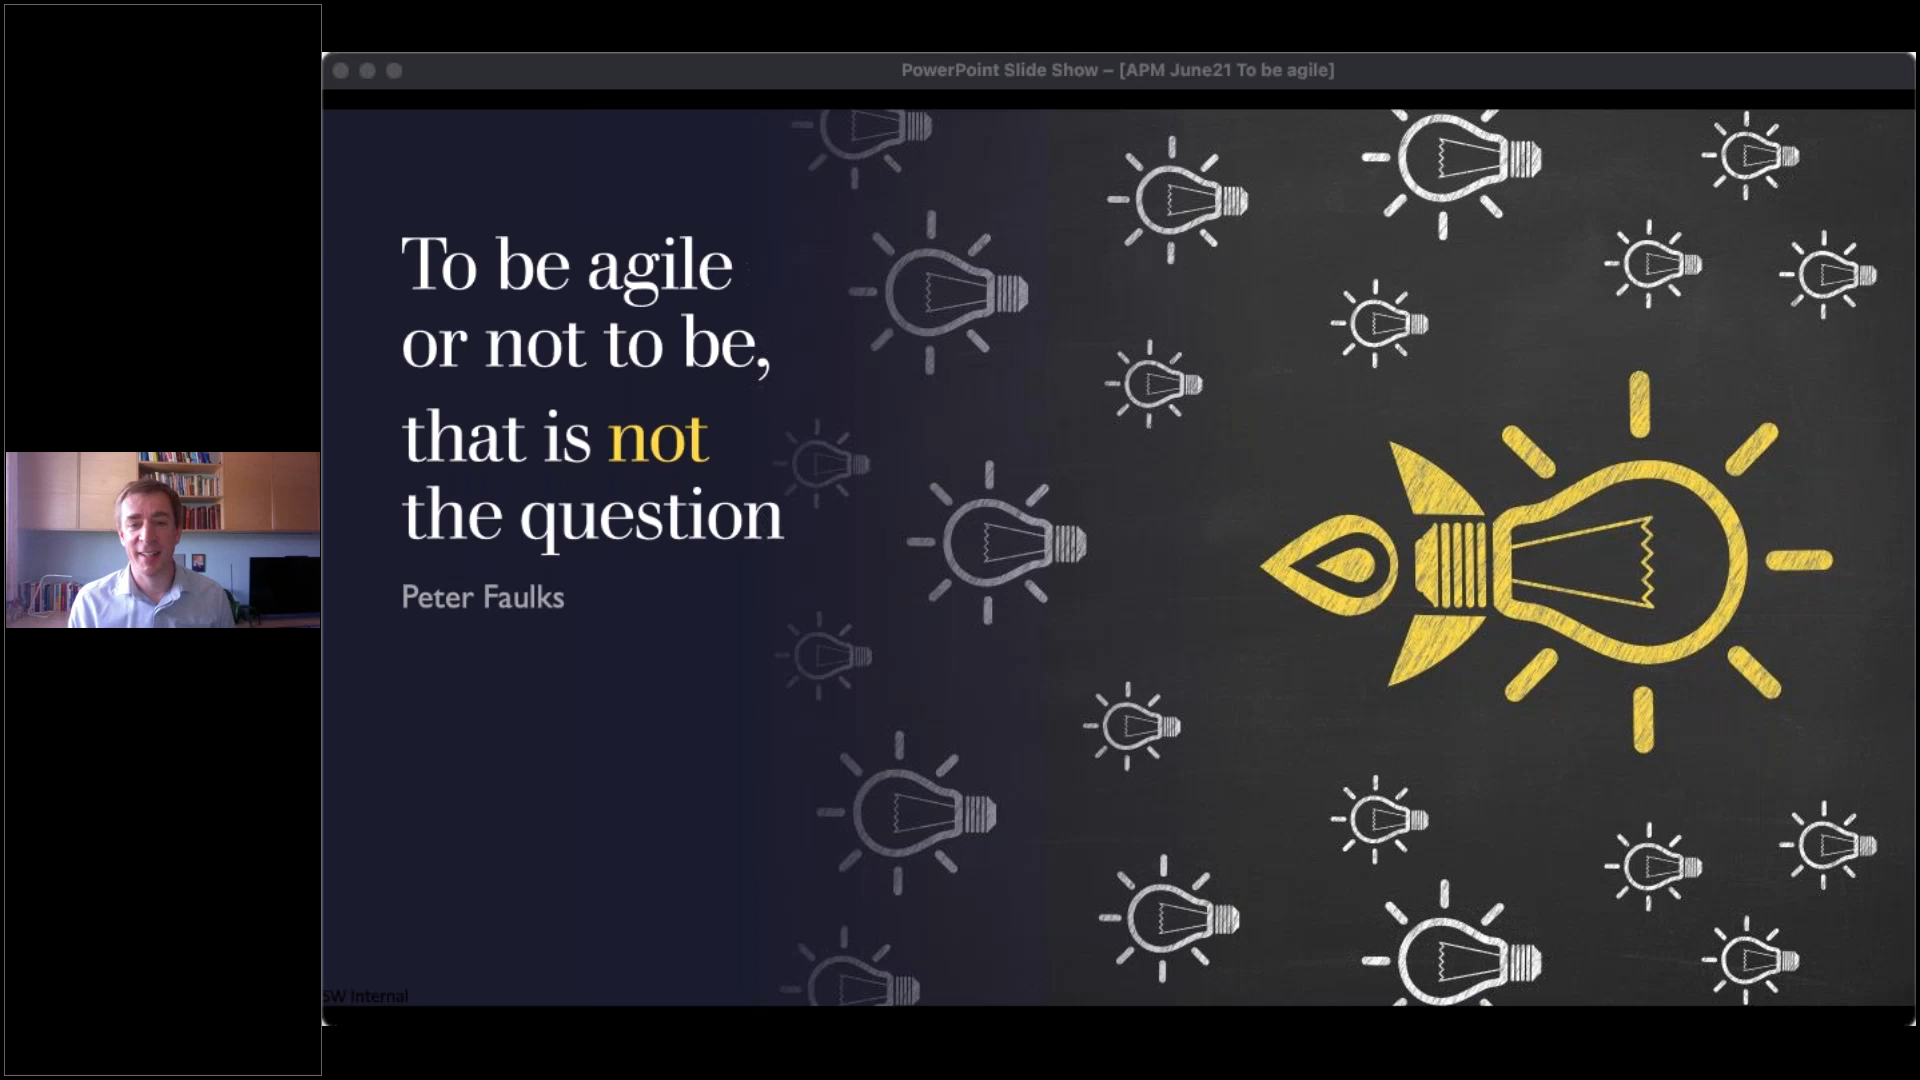 PowerPoint Slide Show – [APM June21 To be agile]
To be agile
or not to be,
that is not
the question
Peter Faulks
SW Internal